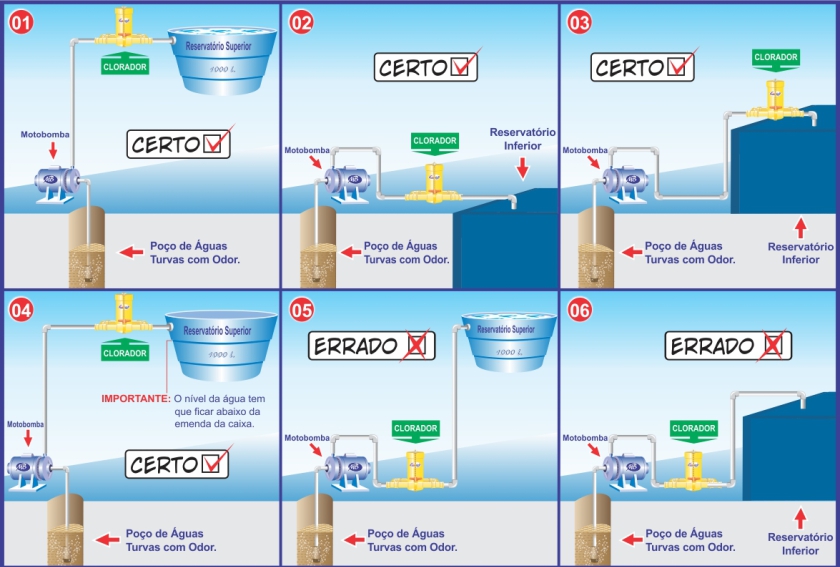 01
Reservatório Superior
1000 L.
CLORADOR
Motobomba
CERTO
Poço de Águas
Turvas com Odor.
02
CERTO
CLORADOR
Reservatório
Inferior
Motobomba
Poço de Águas
Turvas com Odor.
03
CERTO
CLORADOR
Motobomba
Poço de Águas
Turvas com Odor.
Reservatório
Inferior
04
Reservatório Superior
1000 L.
CLORADOR
IMPORTANTE: O nível da água tem
que ficar abaixo da
emenda da caixa.
Motobomba
CERTO
Poço de Águas
Turvas com Odor.
05
ERRADO
Reservatório Superior
1000 L.
CLORADOR
Motobomba
Poço de Águas
Turvas com Odor.
06
ERRADO
CLORADOR
Motobomba
Poço de Águas
Turvas com Odor.
Reservatório
Inferior